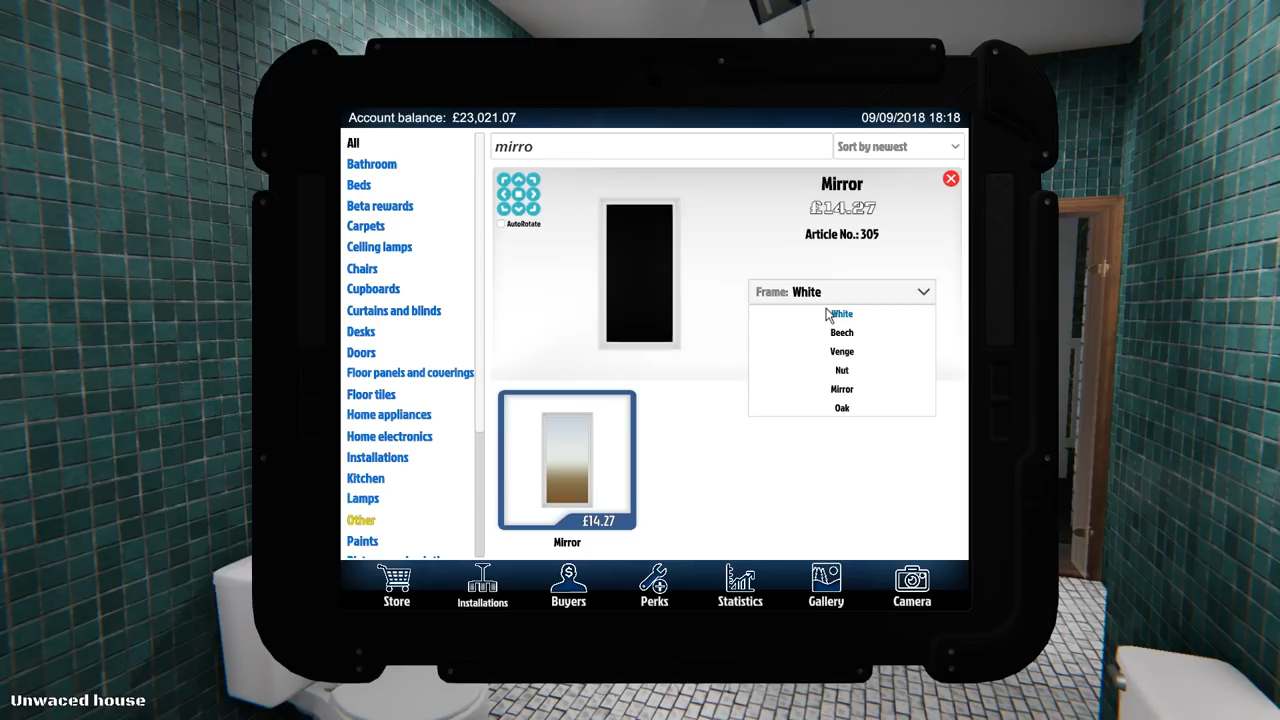 Account balance: £23,021.07
09/09/2018 18:18
All
Bathroom
Beds
Beta rewards
Carpets
Ceiling lamps
Chairs
Cupboards
Curtains and blinds
Desks
Doors
Floor panels and coverings
Floor tiles
Home appliances
Home electronics
Installations
Kitchen
Lamps
Other
Paints
mirro
Sort by newest
AutoRotate
Mirror
£14.27
Article No.: 305
Frame: White
White
Beech
Venge
Nut
Mirror
Oak
£14.27
Mirror
Store
Installations
Buyers
Perks
Statistics
Gallery
Camera
Unwaced house